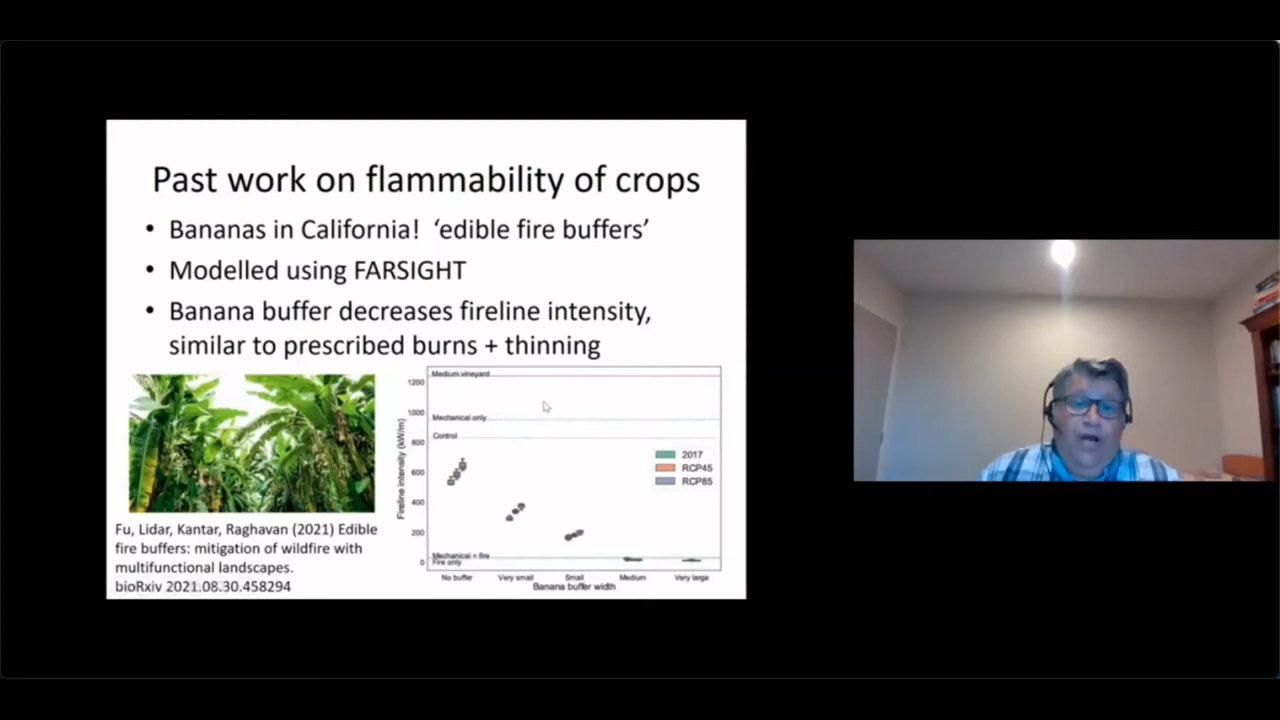 Past work on flammability of crops
• Bananas in California! ‘edible fire buffers’
• Modelled using FARSIGHT
• Banana buffer decreases fireline intensity,
similar to prescribed burns + thinning
Fu, Lidar, Kantar, Raghavan (2021) Edible
fire buffers: mitigation of wildfire with
multifunctional landscapes.
bioRxiv 2021.08.30.458294
Fireline intensity (kW/m)
1200
1000
800
600
400
200
0
Medium vineyard
Mechanical only
Control
2017
RCP45
RCP85
Mechanical + fire
Fire only
No buffer Very small Small Medium Very large
Banana buffer width